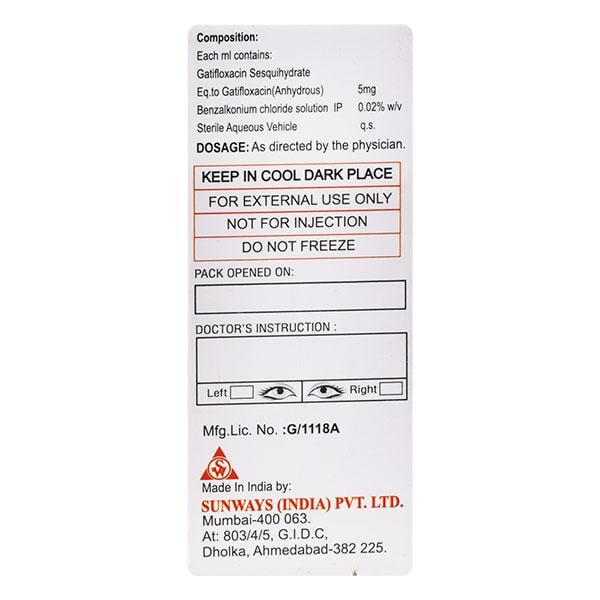 Composition:
Each ml contains:
Gatifloxacin Sesquihydrate
Eq.to Gatifloxacin(Anhydrous) 5mg
Benzalkonium chloride solution IP 0.02% w/v
Sterile Aqueous Vehicle q.s.
DOSAGE: As directed by the physician.
KEEP IN COOL DARK PLACE
FOR EXTERNAL USE ONLY
NOT FOR INJECTION
DO NOT FREEZE
PACK OPENED ON:
DOCTOR'S INSTRUCTION :
Left Right
Mfg.Lic. No. :G/1118A
SW
Made In India by:
SUNWAYS (INDIA) PVT. LTD.
Mumbai-400 063.
At: 803/4/5, G.I.D.C,
Dholka, Ahmedabad-382 225.